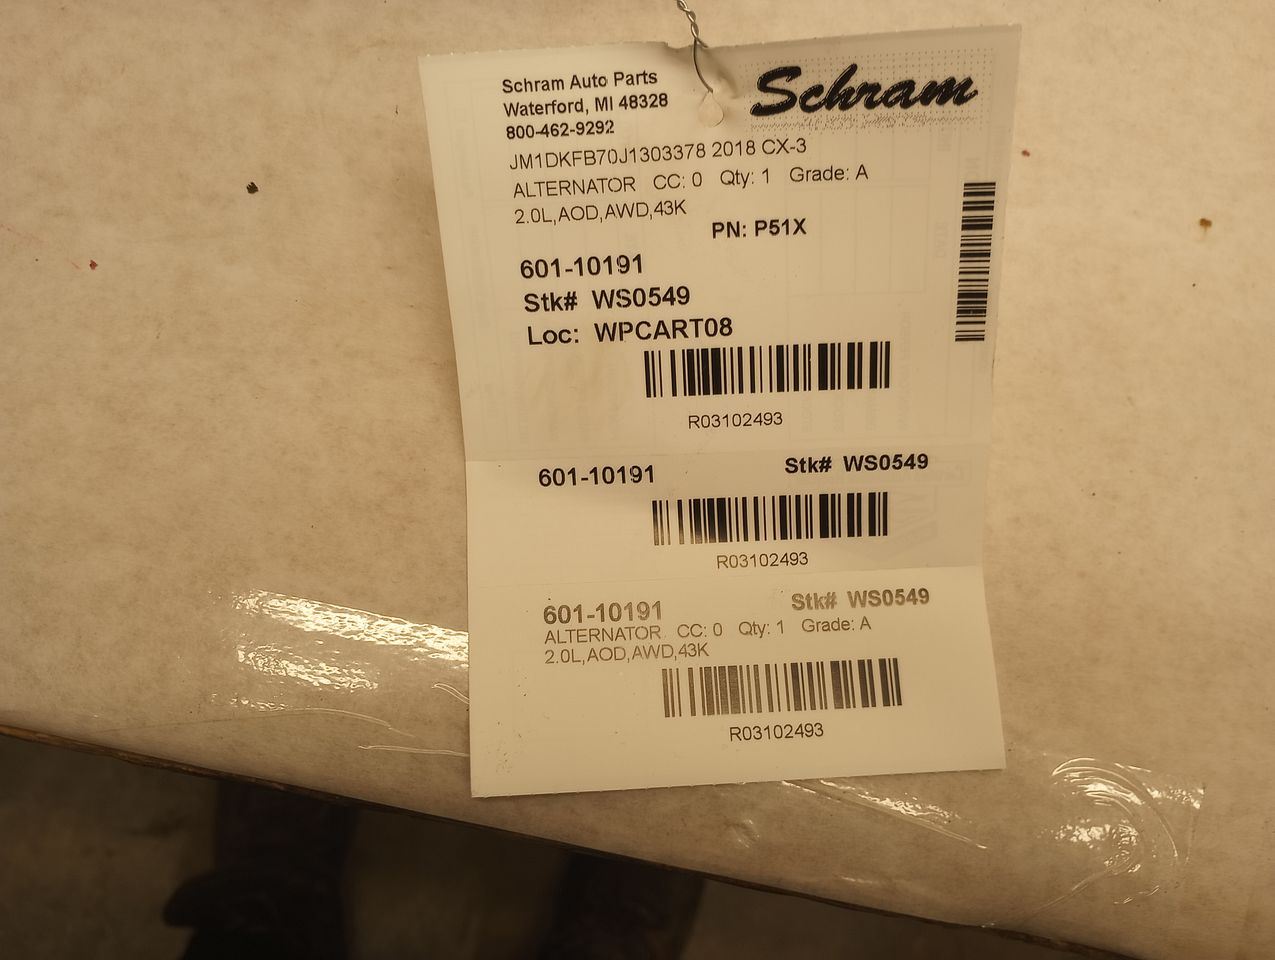 Schram Auto Parts
Waterford, MI 48328
800-462-9292
Schram
JM1DKFB70J1303378 2018 CX-3
ALTERNATOR CC: 0 Qty: 1 Grade: A
2.0L,AOD,AWD,43K
PN: P51X
601-10191
Stk# WS0549
Loc: WPCART08
R03102493
601-10191 Stk# WS0549
R03102493
601-10191 Stk# WS0549
ALTERNATOR CC: 0 Qty: 1 Grade: A
2.0L,AOD,AWD,43K
R03102493